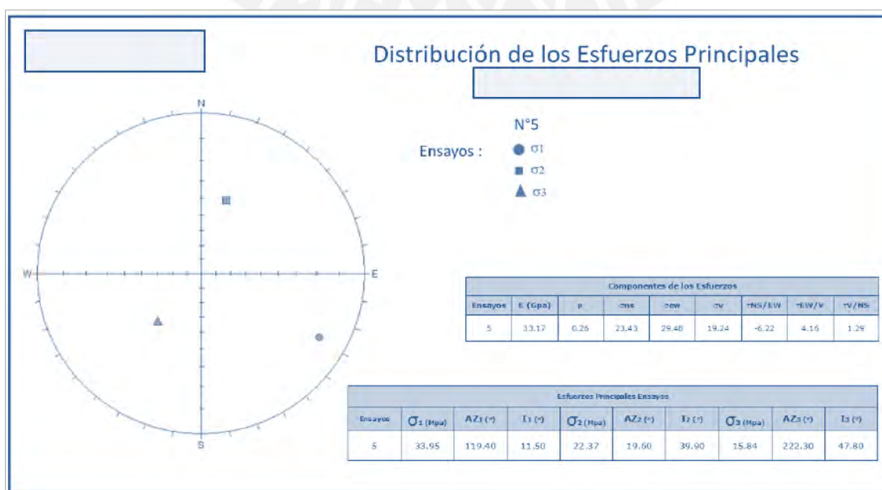 Distribución de los Esfuerzos Principales
N°5
Ensayos :
σ1
σ2
σ3
N
W
E
S
Componentes de los Esfuerzos
Ensayos E (Gpa) σns σew σv τNS/EW τEW/V τV/NS
5 33.17 0.26 23.43 29.48 19.24 -6.22 4.16 1.29
Esfuerzos Principales Ensayos
Ensayos σ1 (Mpa) AZ1 (°) I1 (°) σ2 (Mpa) AZ2 (°) I2 (°) σ3 (Mpa) AZ3 (°) I3 (°)
5 33.95 119.40 11.50 22.37 19.60 39.90 15.84 222.30 47.80